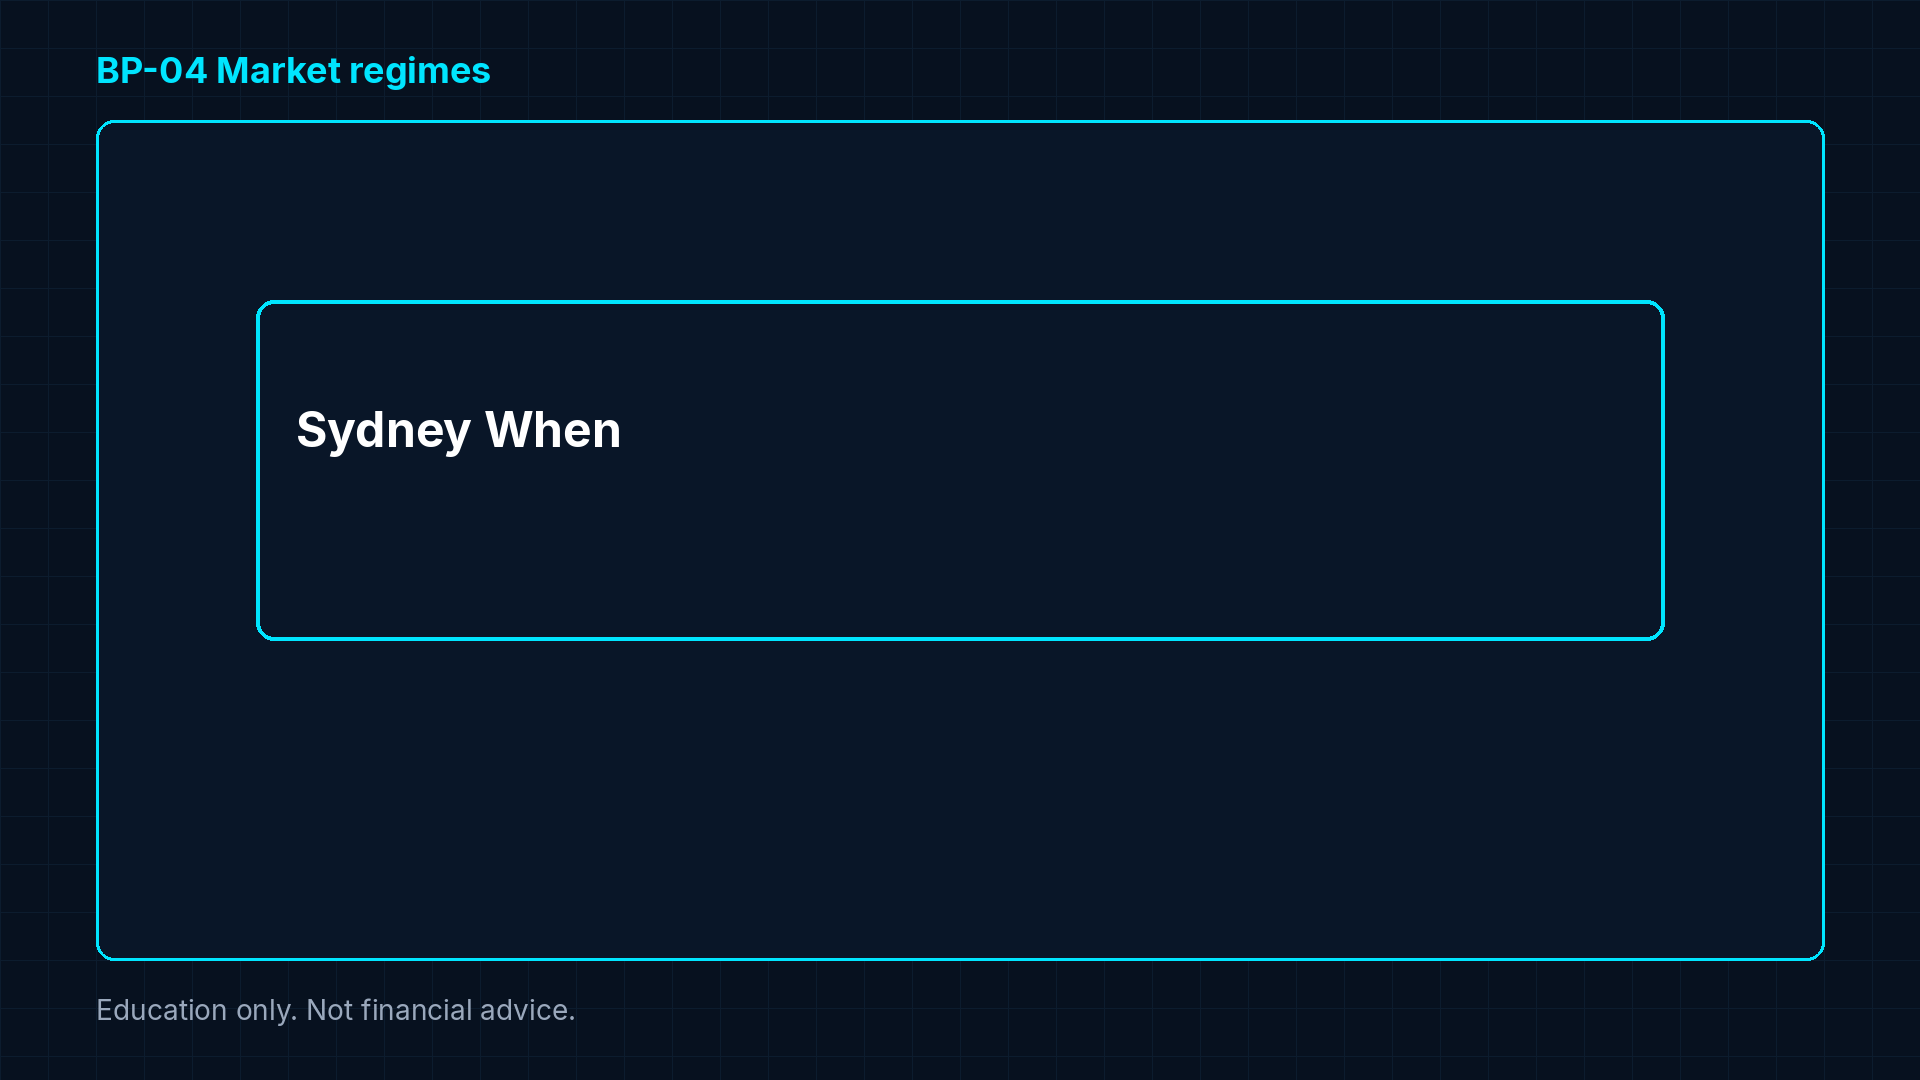 BP-04 Market regimes
Sydney When
Education only. Not financial advice.